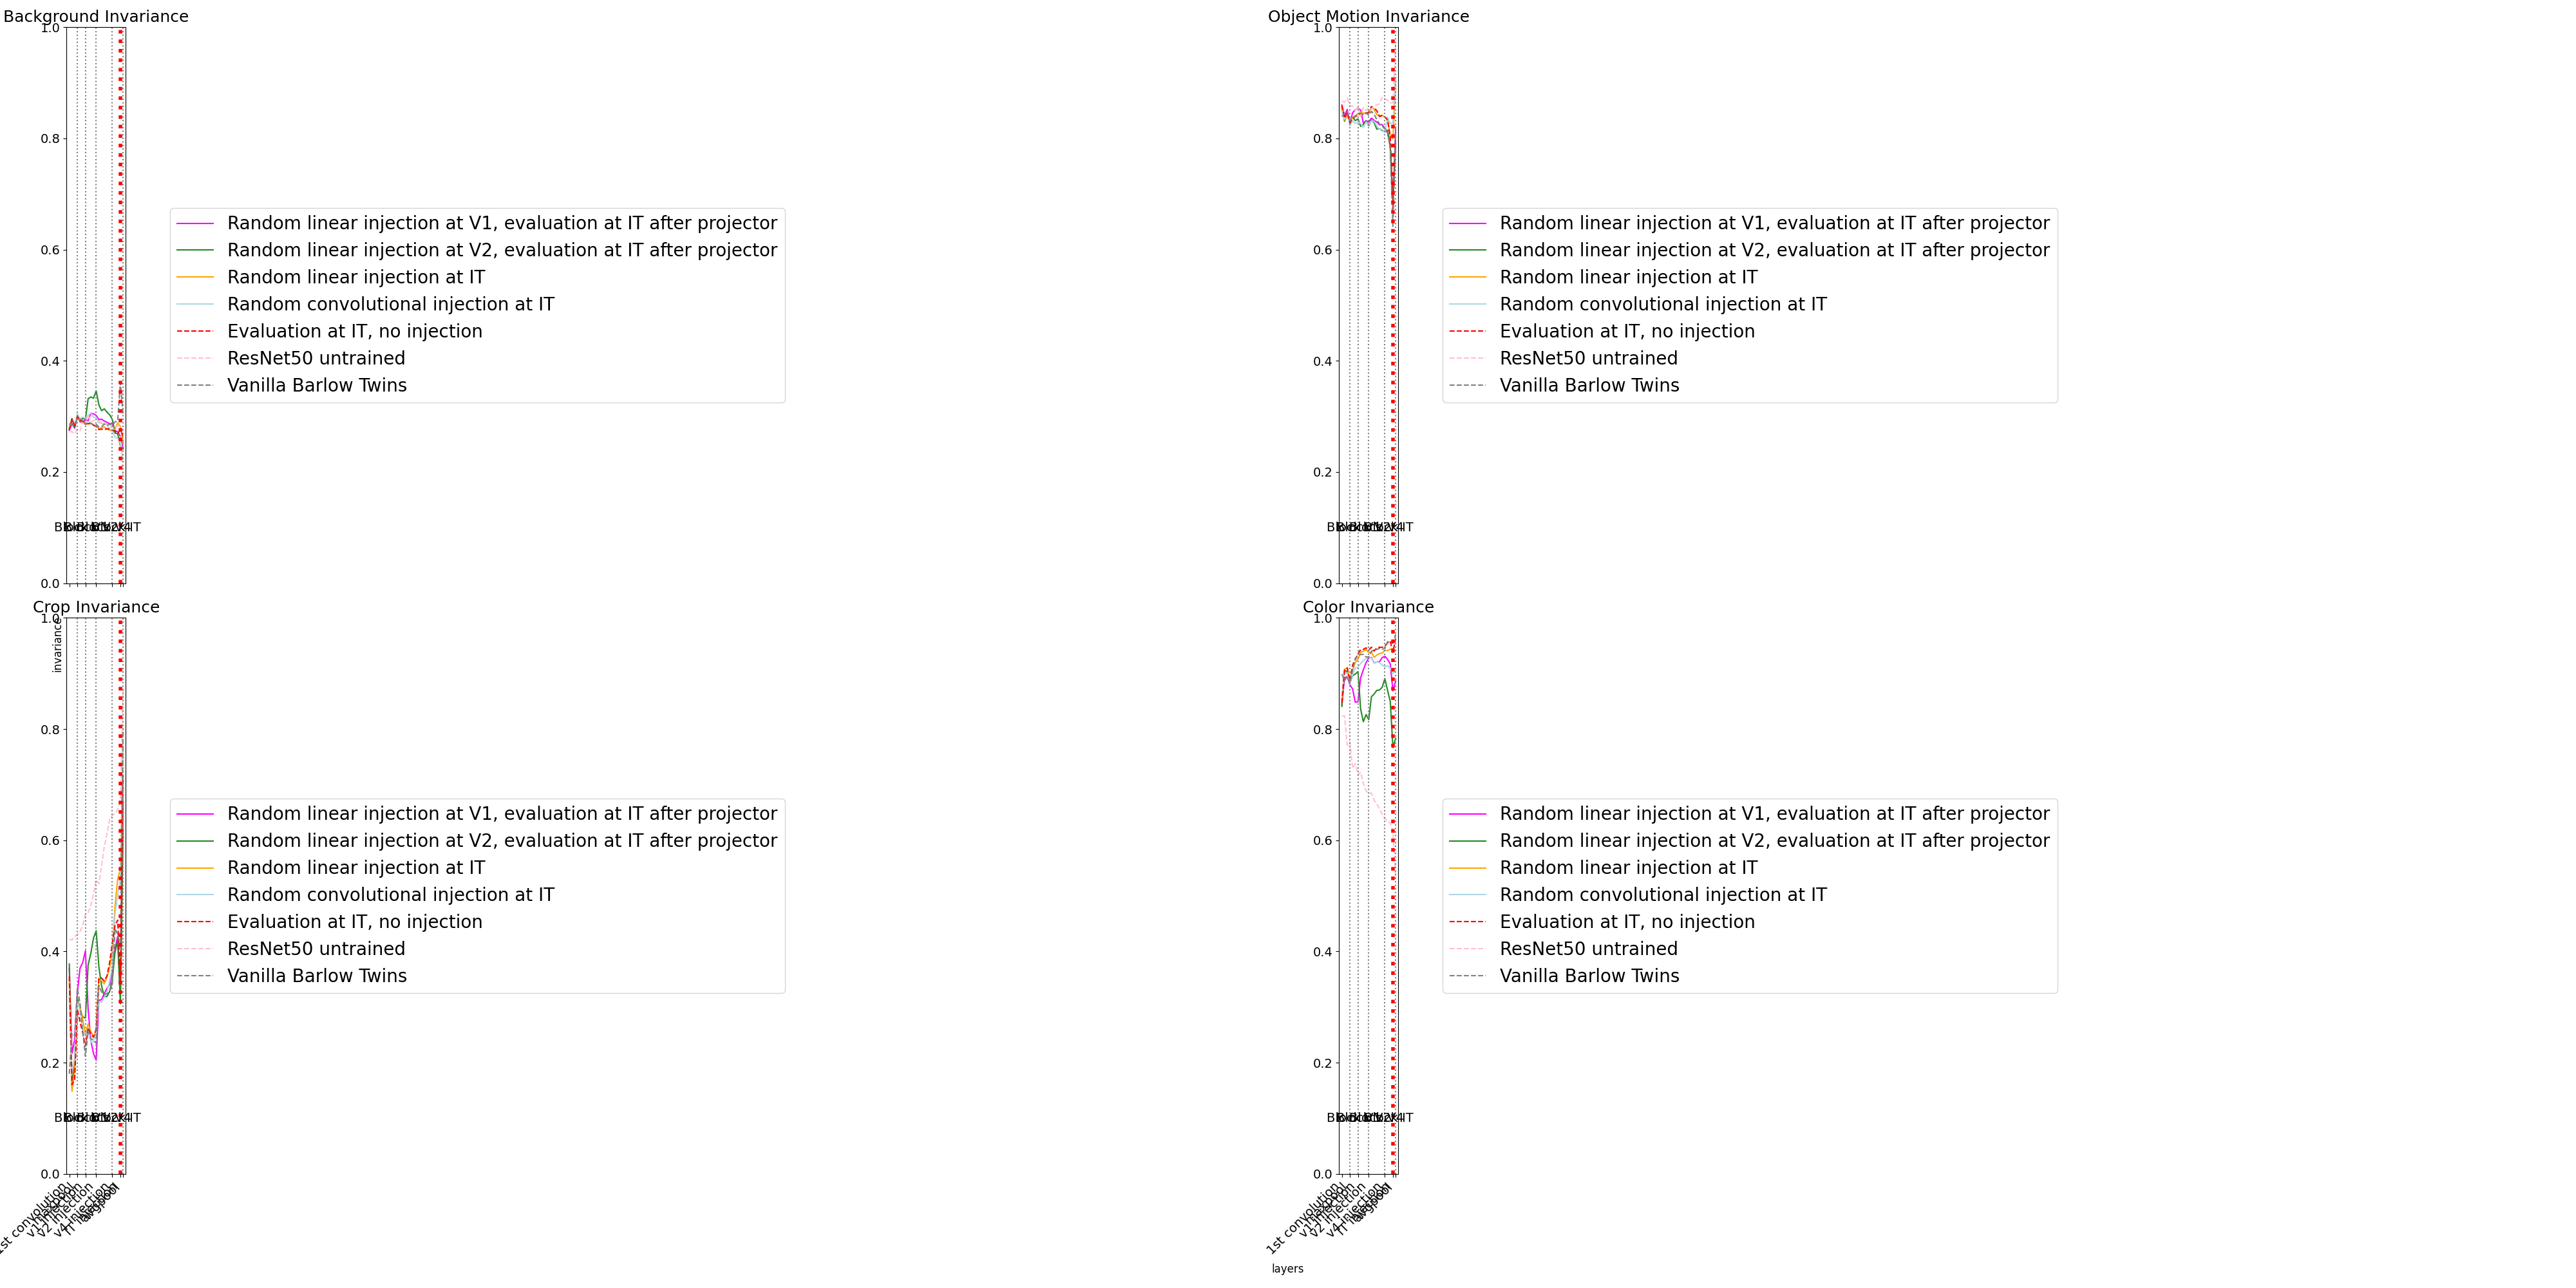 Background Invariance
1.0
0.8
0.6
0.4
0.2
0.0
Random linear injection at V1, evaluation at IT after projector
Random linear injection at V2, evaluation at IT after projector
Random linear injection at IT
Random convolutional injection at IT
Evaluation at IT, no injection
ResNet50 untrained
Vanilla Barlow Twins
Object Motion Invariance
1.0
0.8
0.6
0.4
0.2
0.0
Random linear injection at V1, evaluation at IT after projector
Random linear injection at V2, evaluation at IT after projector
Random linear injection at IT
Random convolutional injection at IT
Evaluation at IT, no injection
ResNet50 untrained
Vanilla Barlow Twins
Crop Invariance
invariance
1.0
0.8
0.6
0.4
0.2
0.0
Random linear injection at V1, evaluation at IT after projector
Random linear injection at V2, evaluation at IT after projector
Random linear injection at IT
Random convolutional injection at IT
Evaluation at IT, no injection
ResNet50 untrained
Vanilla Barlow Twins
1st convolution
Color Invariance
1.0
0.8
0.6
0.4
0.2
0.0
Random linear injection at V1, evaluation at IT after projector
Random linear injection at V2, evaluation at IT after projector
Random linear injection at IT
Random convolutional injection at IT
Evaluation at IT, no injection
ResNet50 untrained
Vanilla Barlow Twins
1st convolution
layers